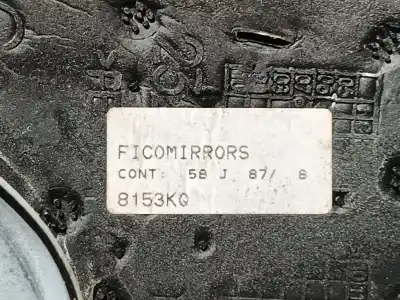 FICOMIRRORS
CONT: 58 J 87/ 8
8153KQ